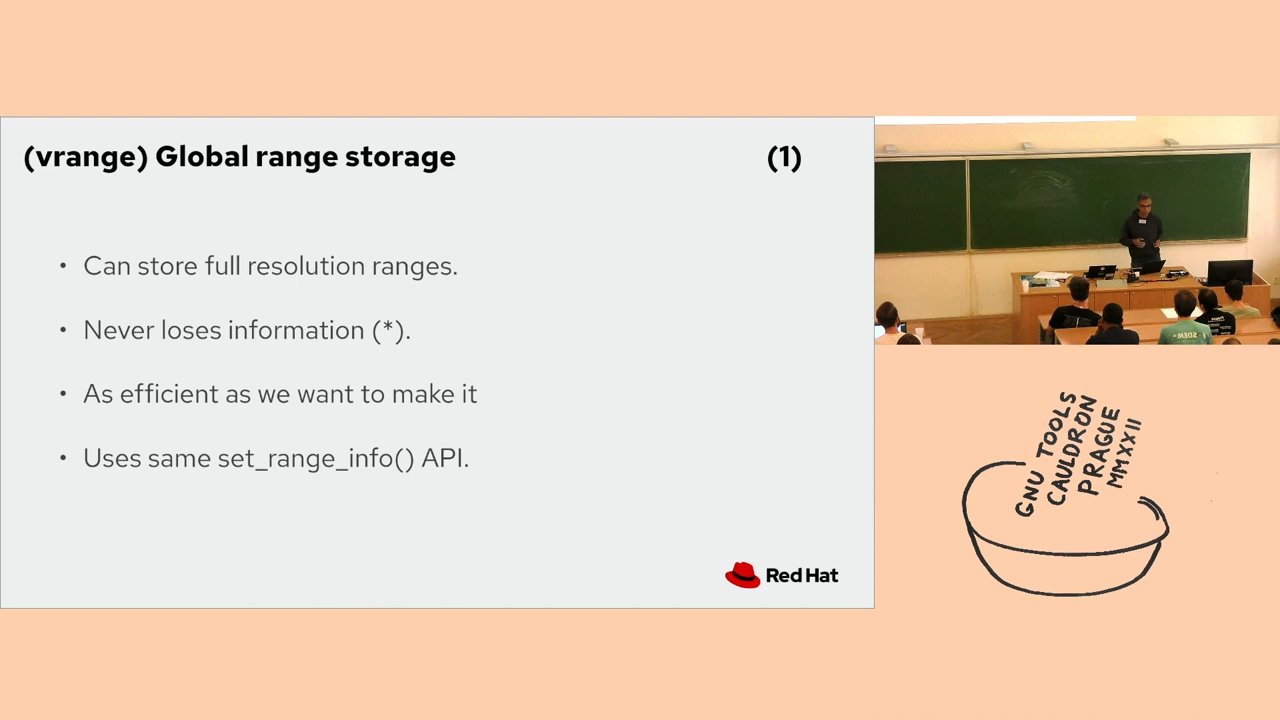 (vrange) Global range storage (1)
• Can store full resolution ranges.
• Never loses information (*).
• As efficient as we want to make it
• Uses same set_range_info() API.
Red Hat
GNU TOOLS
CAULDRON
PRAGUE
MMXXII